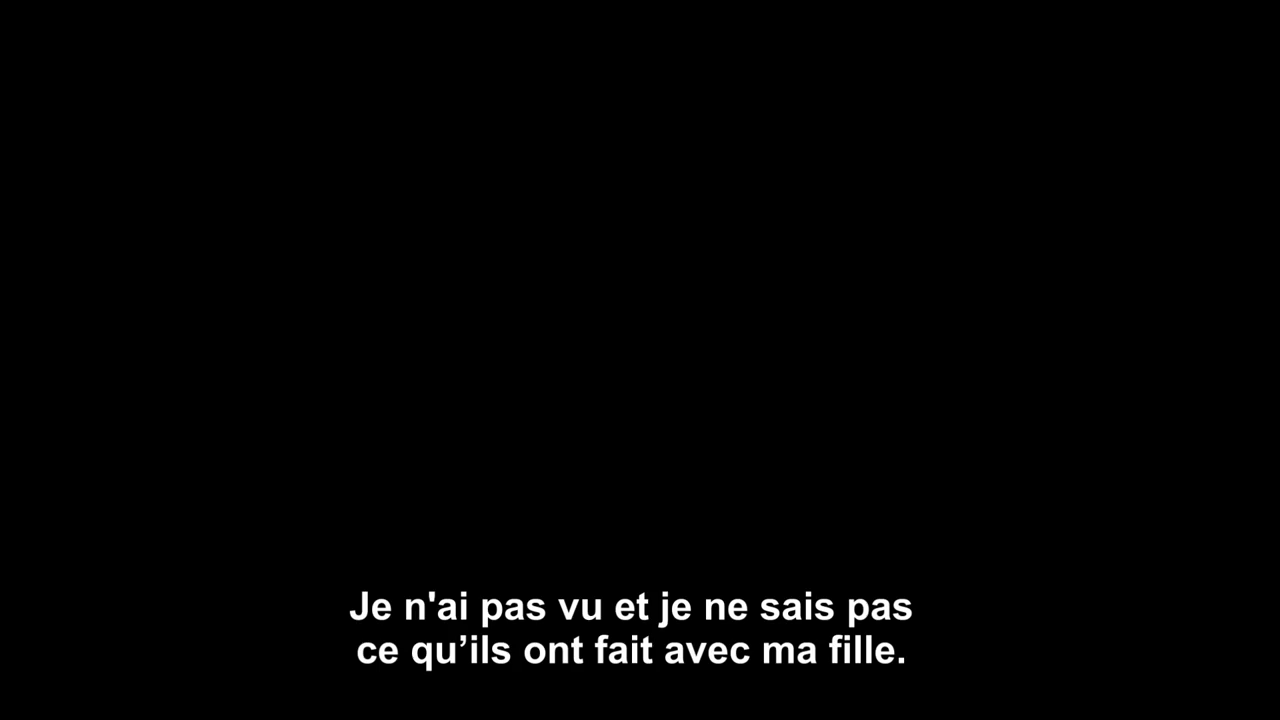 Je n'ai pas vu et je ne sais pas
ce qu’ils ont fait avec ma fille.